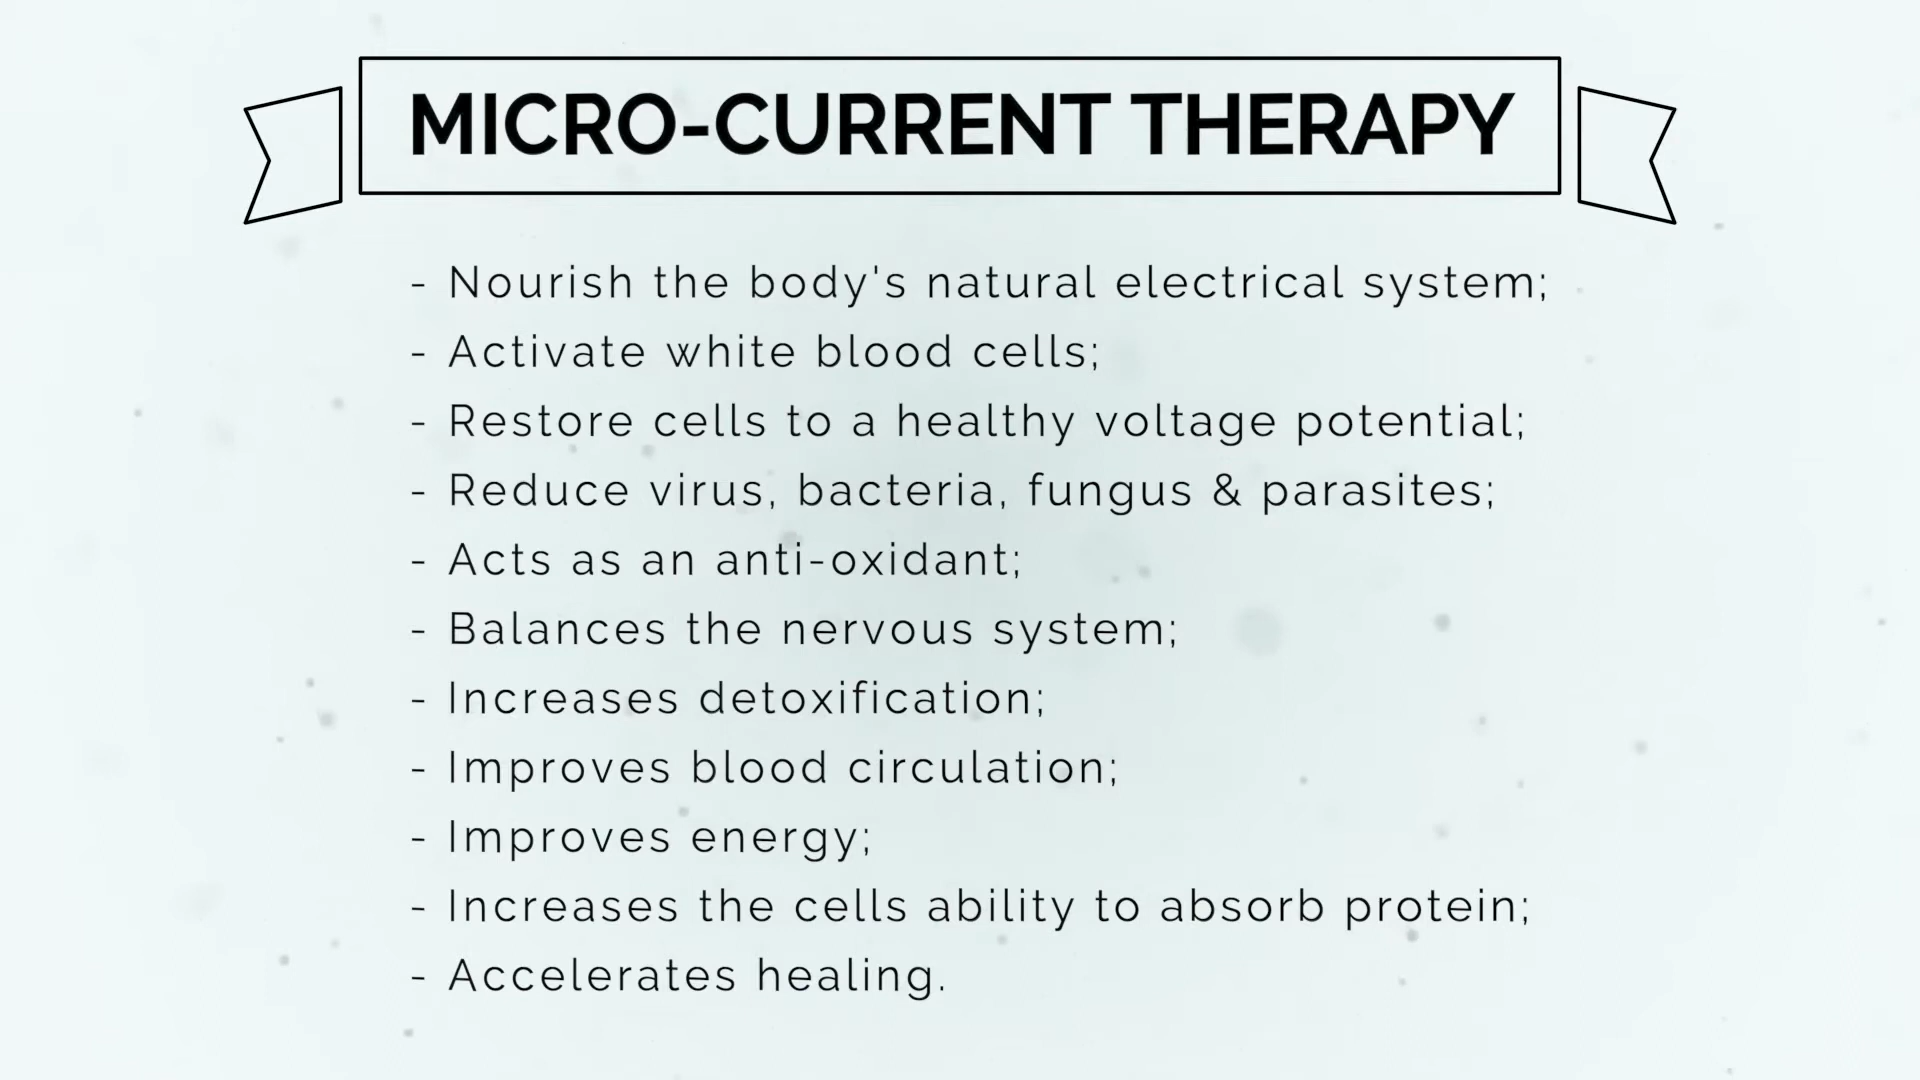 MICRO-CURRENT THERAPY
- Nourish the body's natural electrical system;
- Activate white blood cells;
- Restore cells to a healthy voltage potential;
- Reduce virus, bacteria, fungus & parasites;
- Acts as an anti-oxidant;
- Balances the nervous system;
- Increases detoxification;
- Improves blood circulation;
- Improves energy;
- Increases the cells ability to absorb protein;
- Accelerates healing.